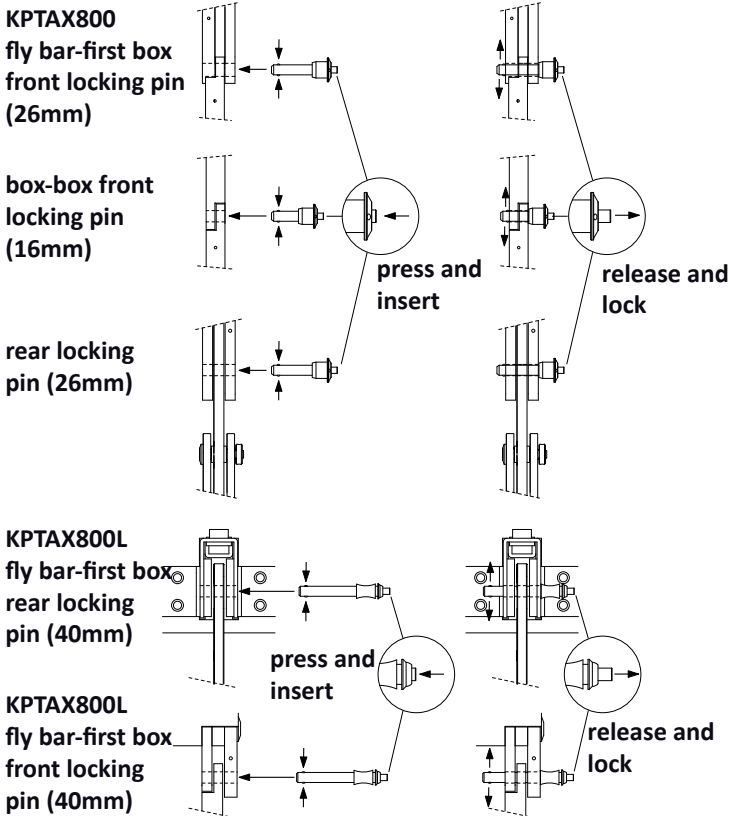 KPTAX800
fly bar-first box
front locking pin
(26mm)
box-box front
locking pin
(16mm)
press and
insert
release and
lock
rear locking
pin (26mm)
KPTAX800L
fly bar-first box
rear locking
pin (40mm)
press and
insert
KPTAX800L
fly bar-first box
front locking
pin (40mm)
release and
lock